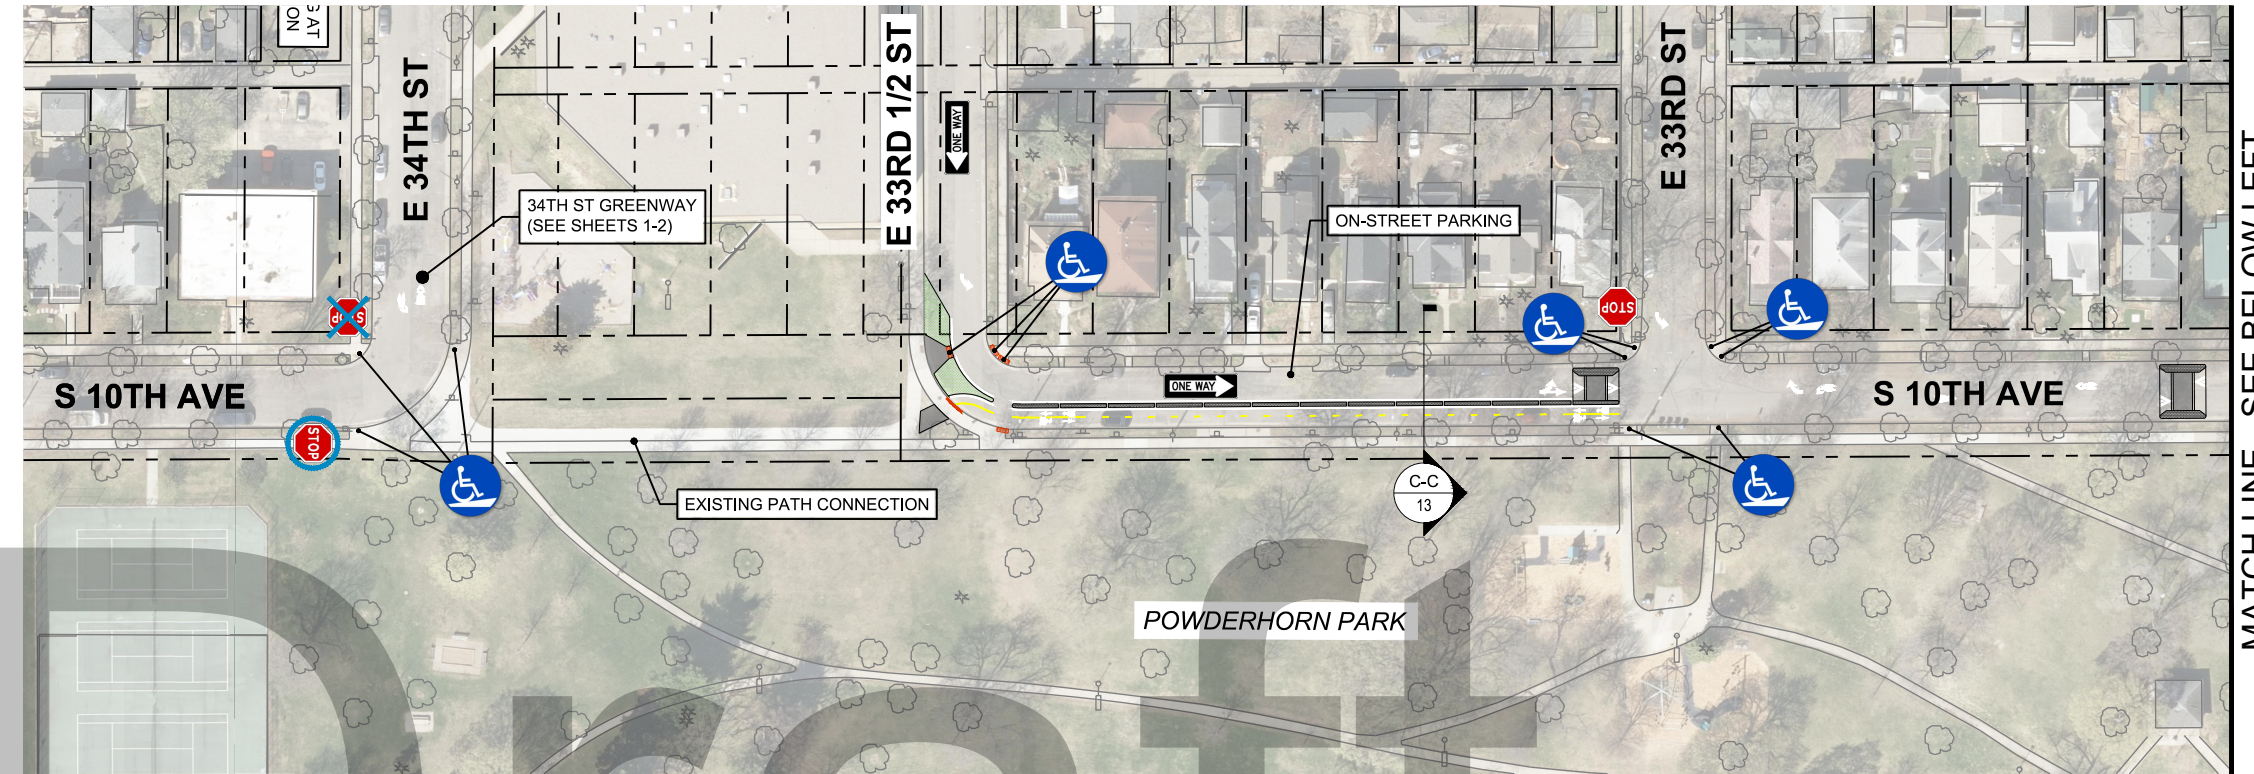 G AT
ON
E 34TH ST
E 33RD 1/2 ST
E 33RD ST
ONE WAY
34TH ST GREENWAY
(SEE SHEETS 1-2)
ON-STREET PARKING
STOP
STOP
S 10TH AVE
ONE WAY
S 10TH AVE
STOP
EXISTING PATH CONNECTION
C-C
13
POWDERHORN PARK
MATCH LINE - SEE BELOW LEFT
Draft